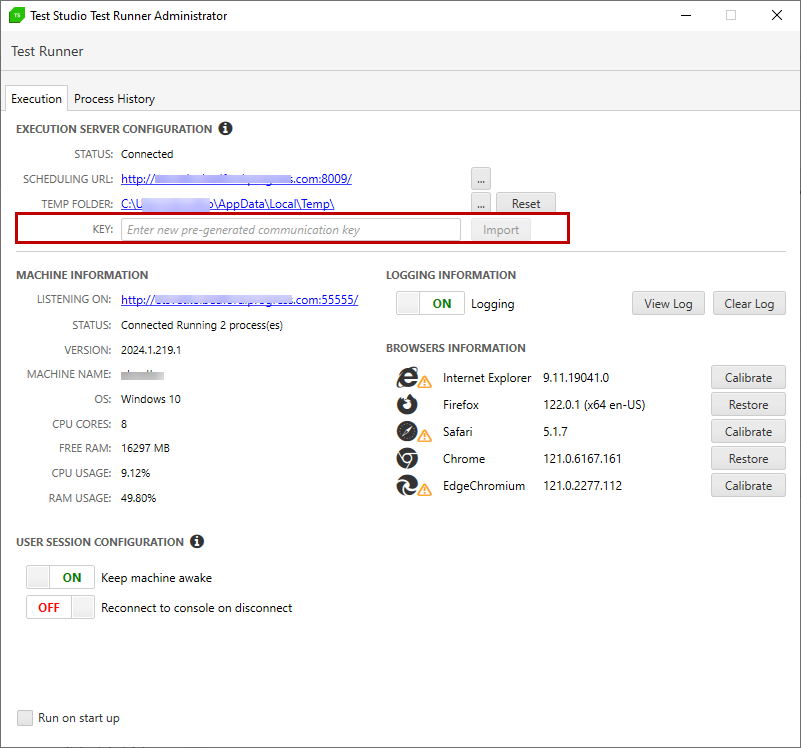 Test Studio Test Runner Administrator
Test Runner
Execution Process History
EXECUTION SERVER CONFIGURATION
STATUS: Connected
SCHEDULING URL: http:// .com:8009/ ...
TEMP FOLDER: C:\U \AppData\Local\Temp\ ... Reset
KEY: Enter new pre-generated communication key Import
MACHINE INFORMATION
LISTENING ON: http:// .com:55555/
STATUS: Connected Running 2 process(es)
VERSION: 2024.1.219.1
MACHINE NAME:
OS: Windows 10
CPU CORES: 8
FREE RAM: 16297 MB
CPU USAGE: 9.12%
RAM USAGE: 49.80%
LOGGING INFORMATION
ON Logging View Log Clear Log
BROWSERS INFORMATION
Internet Explorer 9.11.19041.0 Calibrate
Firefox 122.0.1 (x64 en-US) Restore
Safari 5.1.7 Calibrate
Chrome 121.0.6167.161 Restore
EdgeChromium 121.0.2277.112 Calibrate
USER SESSION CONFIGURATION
ON Keep machine awake
OFF Reconnect to console on disconnect
Run on start up